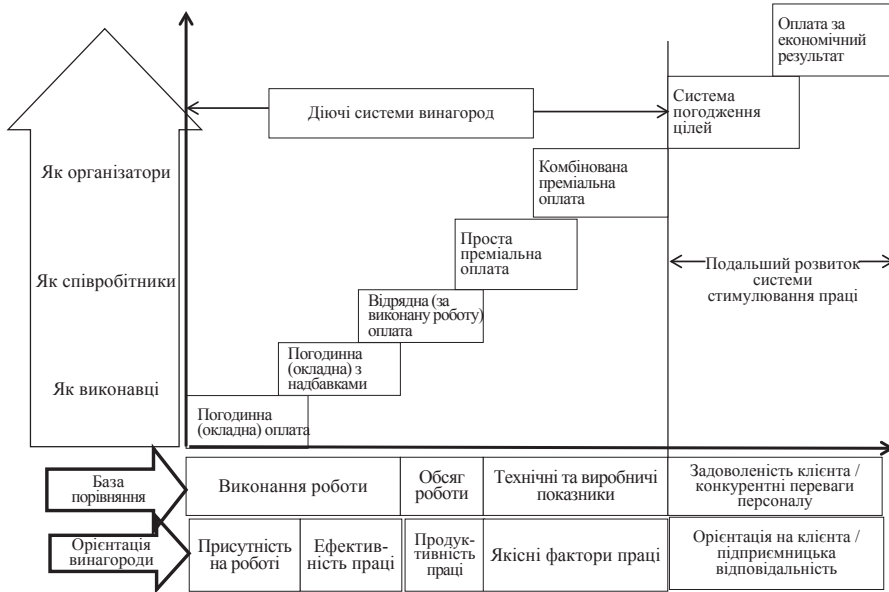 Оплата за
економічний
результат
Система
погодження
цілей
Діючі системи винагород
Комбінована
преміальна
оплата
Як організатори
Проста
преміальна
оплата
Подальший розвиток
системи
стимулювання праці
Як співробітники
Відрядна (за
виконану роботу)
оплата
Погодинна
(окладна) з
надбавками
Як виконавці
Погодинна
(окладна) оплата
База
порівняння
Виконання роботи
Обсяг
роботи
Технічні та виробничі
показники
Задоволеність клієнта /
конкурентні переваги
персоналу
Орієнтація
винагороди
Присутність
на роботі
Ефектив-
ність праці
Продук-
тивність
праці
Якісні фактори праці
Орієнтація на клієнта /
підприємницька
відповідальність